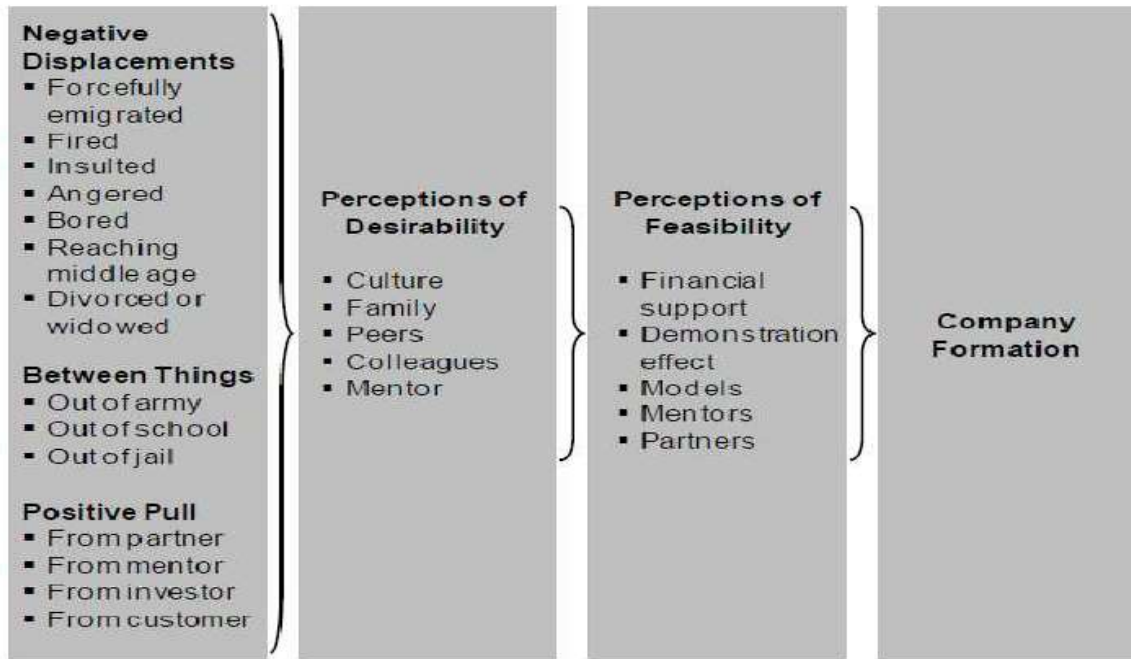 Negative
Displacements
▪ Forcefully
emigrated
▪ Fired
▪ Insulted
▪ Angered
▪ Bored
▪ Reaching
middle age
▪ Divorced or
widowed
Between Things
▪ Out of army
▪ Out of school
▪ Out of jail
Positive Pull
▪ From partner
▪ From mentor
▪ From investor
▪ From customer
Perceptions of
Desirability
▪ Culture
▪ Family
▪ Peers
▪ Colleagues
▪ Mentor
Perceptions of
Feasibility
▪ Financial
support
▪ Demonstration
effect
▪ Models
▪ Mentors
▪ Partners
Company
Formation